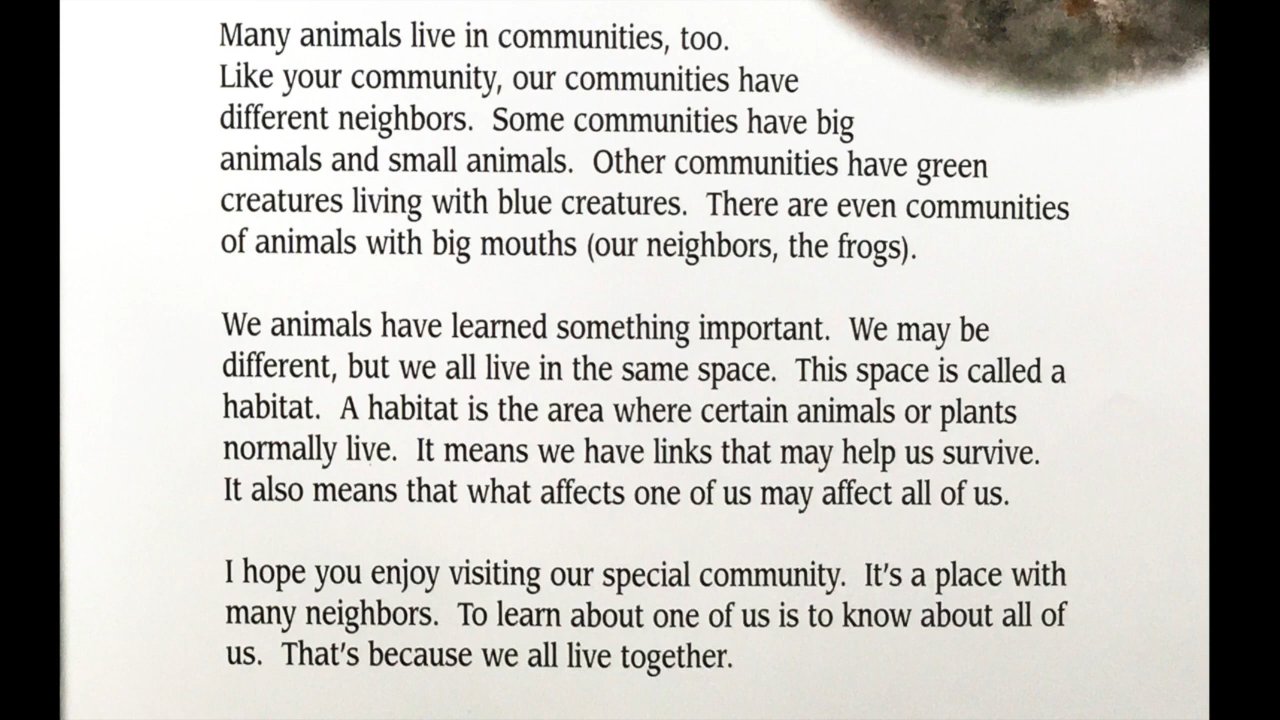 Many animals live in communities, too.
Like your community, our communities have
different neighbors.  Some communities have big
animals and small animals.  Other communities have green
creatures living with blue creatures.  There are even communities
of animals with big mouths (our neighbors, the frogs).
We animals have learned something important.  We may be
different, but we all live in the same space.  This space is called a
habitat.  A habitat is the area where certain animals or plants
normally live.  It means we have links that may help us survive.
It also means that what affects one of us may affect all of us.
I hope you enjoy visiting our special community.  It's a place with
many neighbors.  To learn about one of us is to know about all of
us.  That's because we all live together.